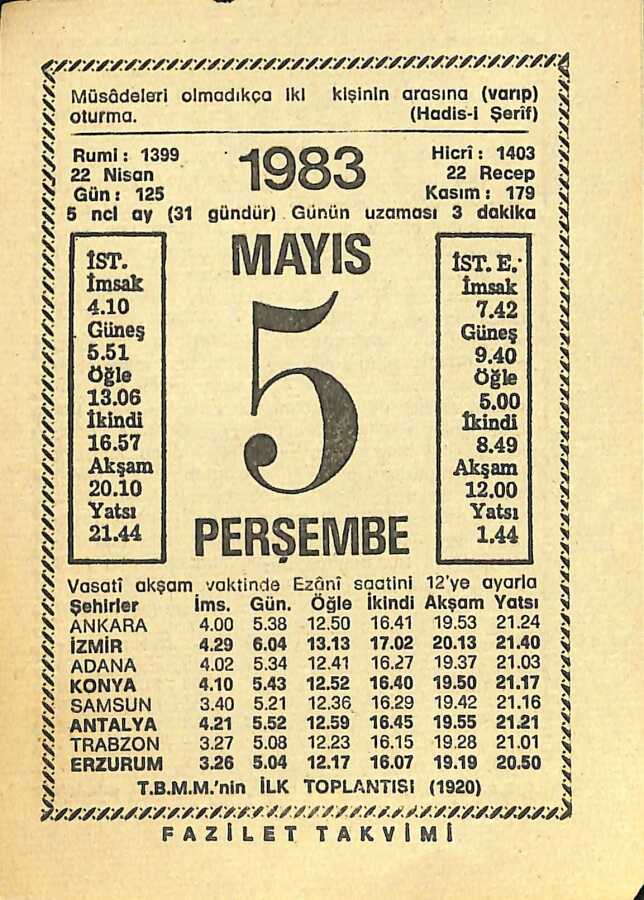 Müsâdeleri olmadıkça iki kişinin arasına (varıp)
oturma. (Hadis-i Şerîf)
Rumi : 1399
22 Nisan
Gün : 125
1983
Hicrî : 1403
22 Recep
Kasım : 179
5 nci ay (31 gündür) Günün uzaması 3 dakika
İST.
İmsak
4.10
Güneş
5.51
Öğle
13.06
İkindi
16.57
Akşam
20.10
Yatsı
21.44
MAYIS
5
PERŞEMBE
İST. E.
İmsak
7.42
Güneş
9.40
Öğle
5.00
İkindi
8.49
Akşam
12.00
Yatsı
1.44
Vasatî akşam vaktinde Ezânî saatini 12'ye ayarla
Şehirler İms. Gün. Öğle İkindi Akşam Yatsı
ANKARA 4.00 5.38 12.50 16.41 19.53 21.24
İZMİR 4.29 6.04 13.13 17.02 20.13 21.40
ADANA 4.02 5.34 12.41 16.27 19.37 21.03
KONYA 4.10 5.43 12.52 16.40 19.50 21.17
SAMSUN 3.40 5.21 12.36 16.29 19.42 21.16
ANTALYA 4.21 5.52 12.59 16.45 19.55 21.21
TRABZON 3.27 5.08 12.23 16.15 19.28 21.01
ERZURUM 3.26 5.04 12.17 16.07 19.19 20.50
T.B.M.M.'nin İLK TOPLANTISI (1920)
FAZİLET TAKVİMİ